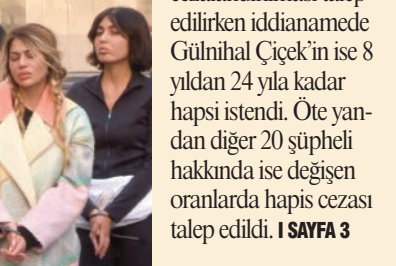 edilirken iddianamede
Gülnihal Çiçek’in ise 8
yıldan 24 yıla kadar
hapsi istendi. Öte yan-
dan diğer 20 şüpheli
hakkında ise değişen
oranlarda hapis cezası
talep edildi. I SAYFA 3